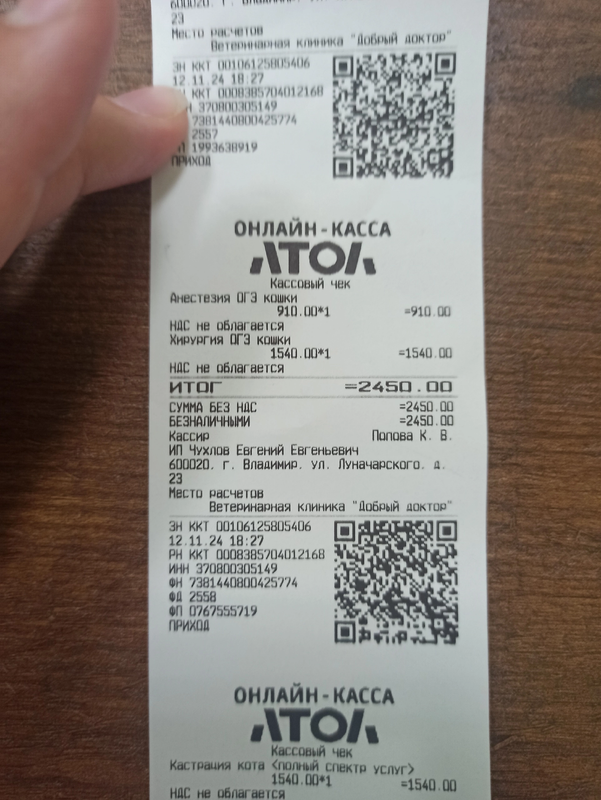 600020. г.
23
Место расчетов
Ветеринарная клиника "Добрый доктор"
ЗН ККТ 00106125805406
12.11.24 18:27
ККТ 0008385704012168
370800305149
7381440800425774
2557
1993638919
ПРИХОД
ОНЛАЙН-КАССА
АТОЛ
Кассовый чек
Анестезия ОГЭ кошки
910.00*1 =910.00
НДС не облагается
Хирургия ОГЭ кошки
1540.00*1 =1540.00
НДС не облагается
ИТОГ =2450.00
СУММА БЕЗ НДС =2450.00
БЕЗНАЛИЧНЫМИ =2450.00
Кассир Попова К. В.
ИП Чухлов Евгений Евгеньевич
600020. г. Владимир. ул. Луначарского. д.
23
Место расчетов
Ветеринарная клиника "Добрый доктор"
ЗН ККТ 00106125805406
12.11.24 18:27
РН ККТ 0008385704012168
ИНН 370800305149
ФН 7381440800425774
ФД 2558
ФП 0767555719
ПРИХОД
ОНЛАЙН-КАССА
АТОЛ
Кассовый чек
Кастрация кота <полный спектр услуг>
1540.00*1 =1540.00
НДС не облагается